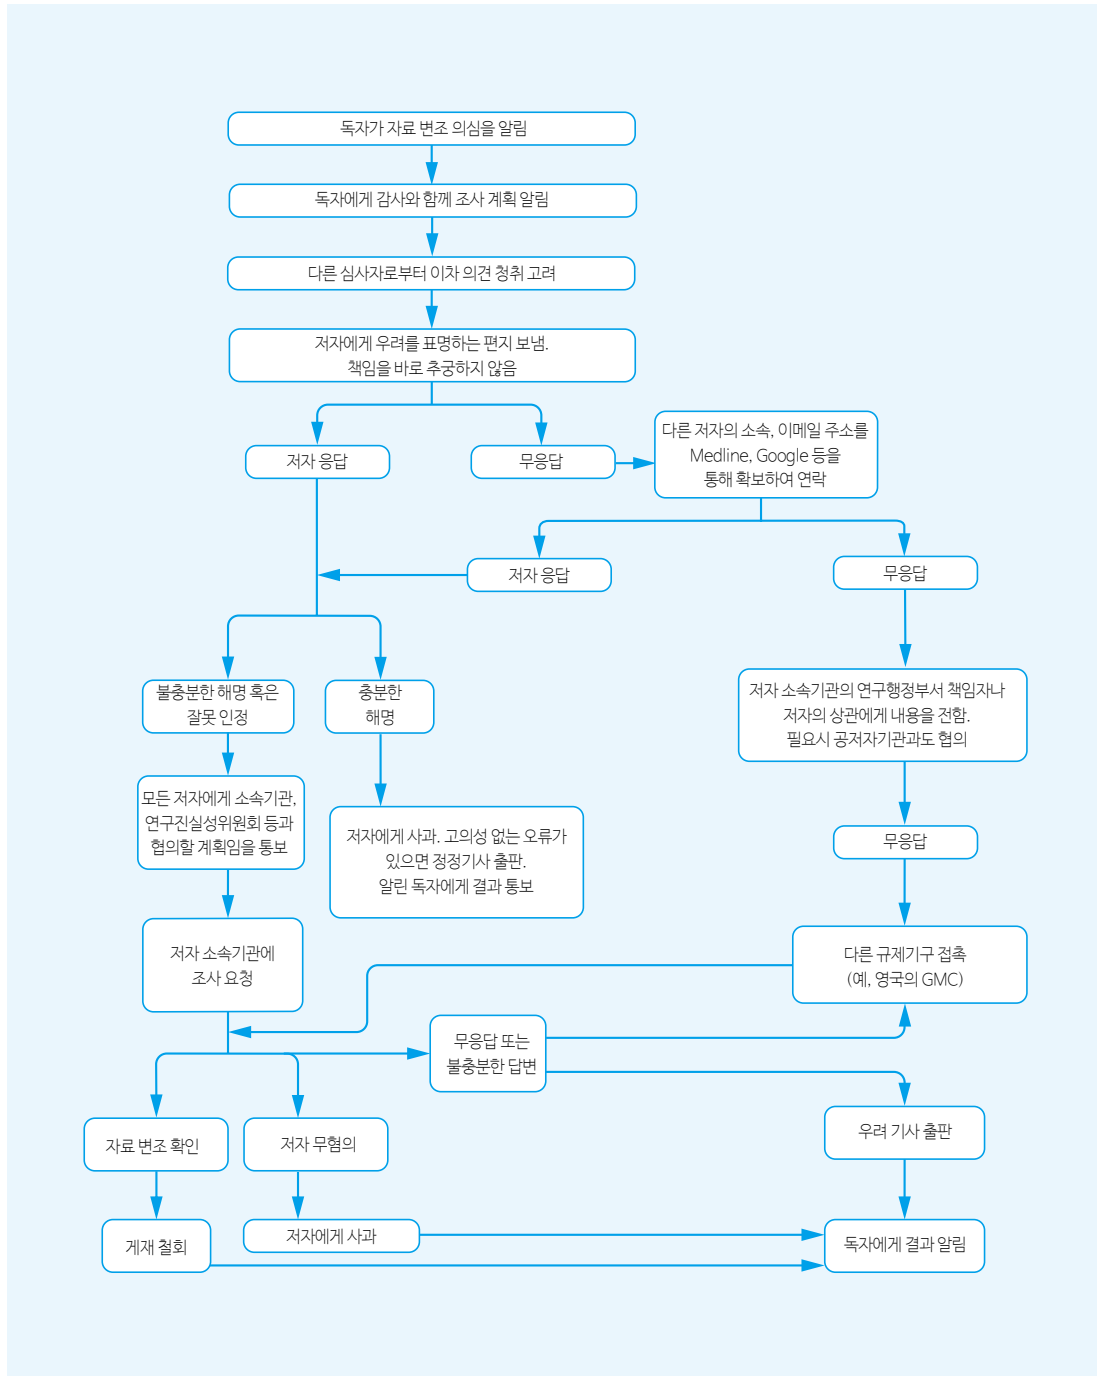 독자가 자료 변조 의심을 알림
독자에게 감사와 함께 조사 계획 알림
다른 심사자로부터 이차 의견 청취 고려
저자에게 우려를 표명하는 편지 보냄.
책임을 바로 추궁하지 않음
저자 응답
무응답
다른 저자의 소속, 이메일 주소를
Medline, Google 등을
통해 확보하여 연락
저자 응답
무응답
불충분한 해명 혹은
잘못 인정
충분한
해명
저자 소속기관의 연구행정부서 책임자나
저자의 상관에게 내용을 전함.
필요시 공저자기관과도 협의
모든 저자에게 소속기관,
연구진실성위원회 등과
협의할 계획임을 통보
저자에게 사과. 고의성 없는 오류가
있으면 정정기사 출판.
알린 독자에게 결과 통보
무응답
저자 소속기관에
조사 요청
다른 규제기구 접촉
(예, 영국의 GMC)
무응답 또는
불충분한 답변
자료 변조 확인
저자 무혐의
우려 기사 출판
게재 철회
저자에게 사과
독자에게 결과 알림